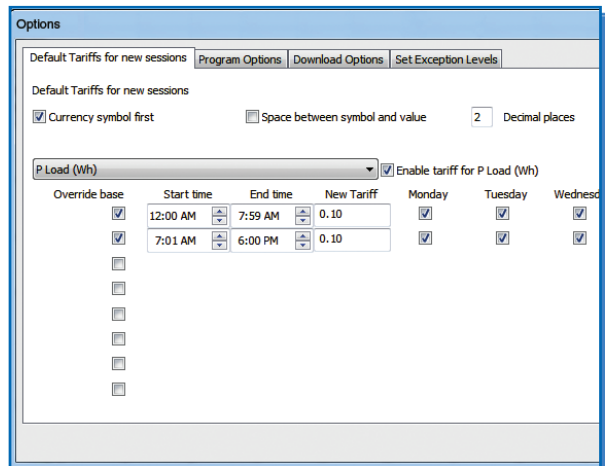 Options
Default Tariffs for new sessions Program Options Download Options Set Exception Levels
Default Tariffs for new sessions
Currency symbol first Space between symbol and value 2 Decimal places
P Load (Wh) Enable tariff for P Load (Wh)
Override base Start time End time New Tariff Monday Tuesday Wednesd
12:00 AM 7:59 AM 0.10
7:01 AM 6:00 PM 0.10